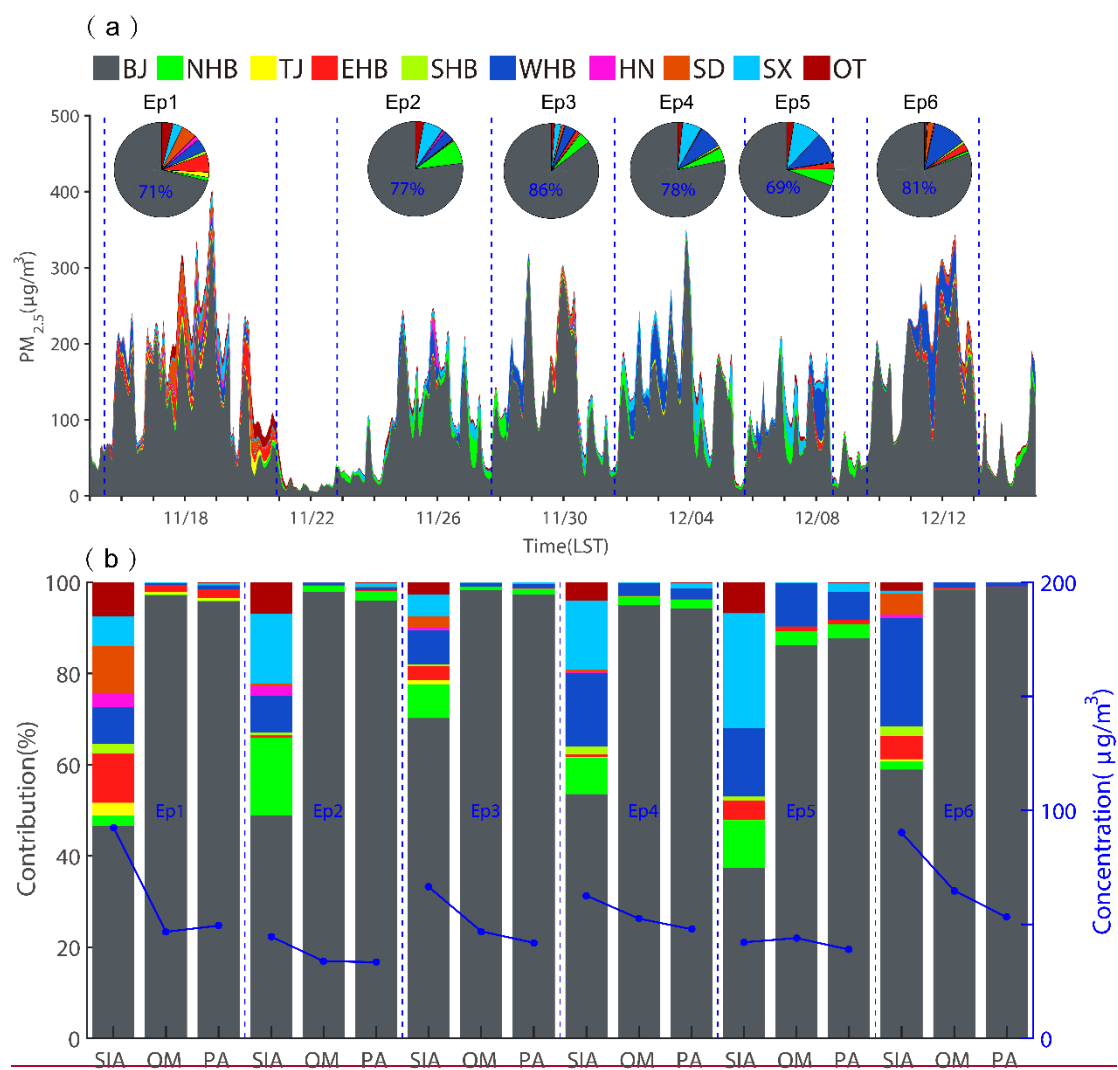 ( a )
BJ NHB TJ EHB SHB WHB HN SD SX OT
Ep1 Ep2 Ep3 Ep4 Ep5 Ep6
71% 77% 86% 78% 69% 81%
PM2.5(μg/m3)
500
400
300
200
100
0
11/18 11/22 11/26 11/30 12/04 12/08 12/12
Time(LST)
( b )
Contribution(%)
100
80
60
40
20
0
Ep1 Ep2 Ep3 Ep4 Ep5 Ep6
200
100
0
Concentration( μg/m3)
SIA OM PA SIA OM PA SIA OM PA SIA OM PA SIA OM PA SIA OM PA